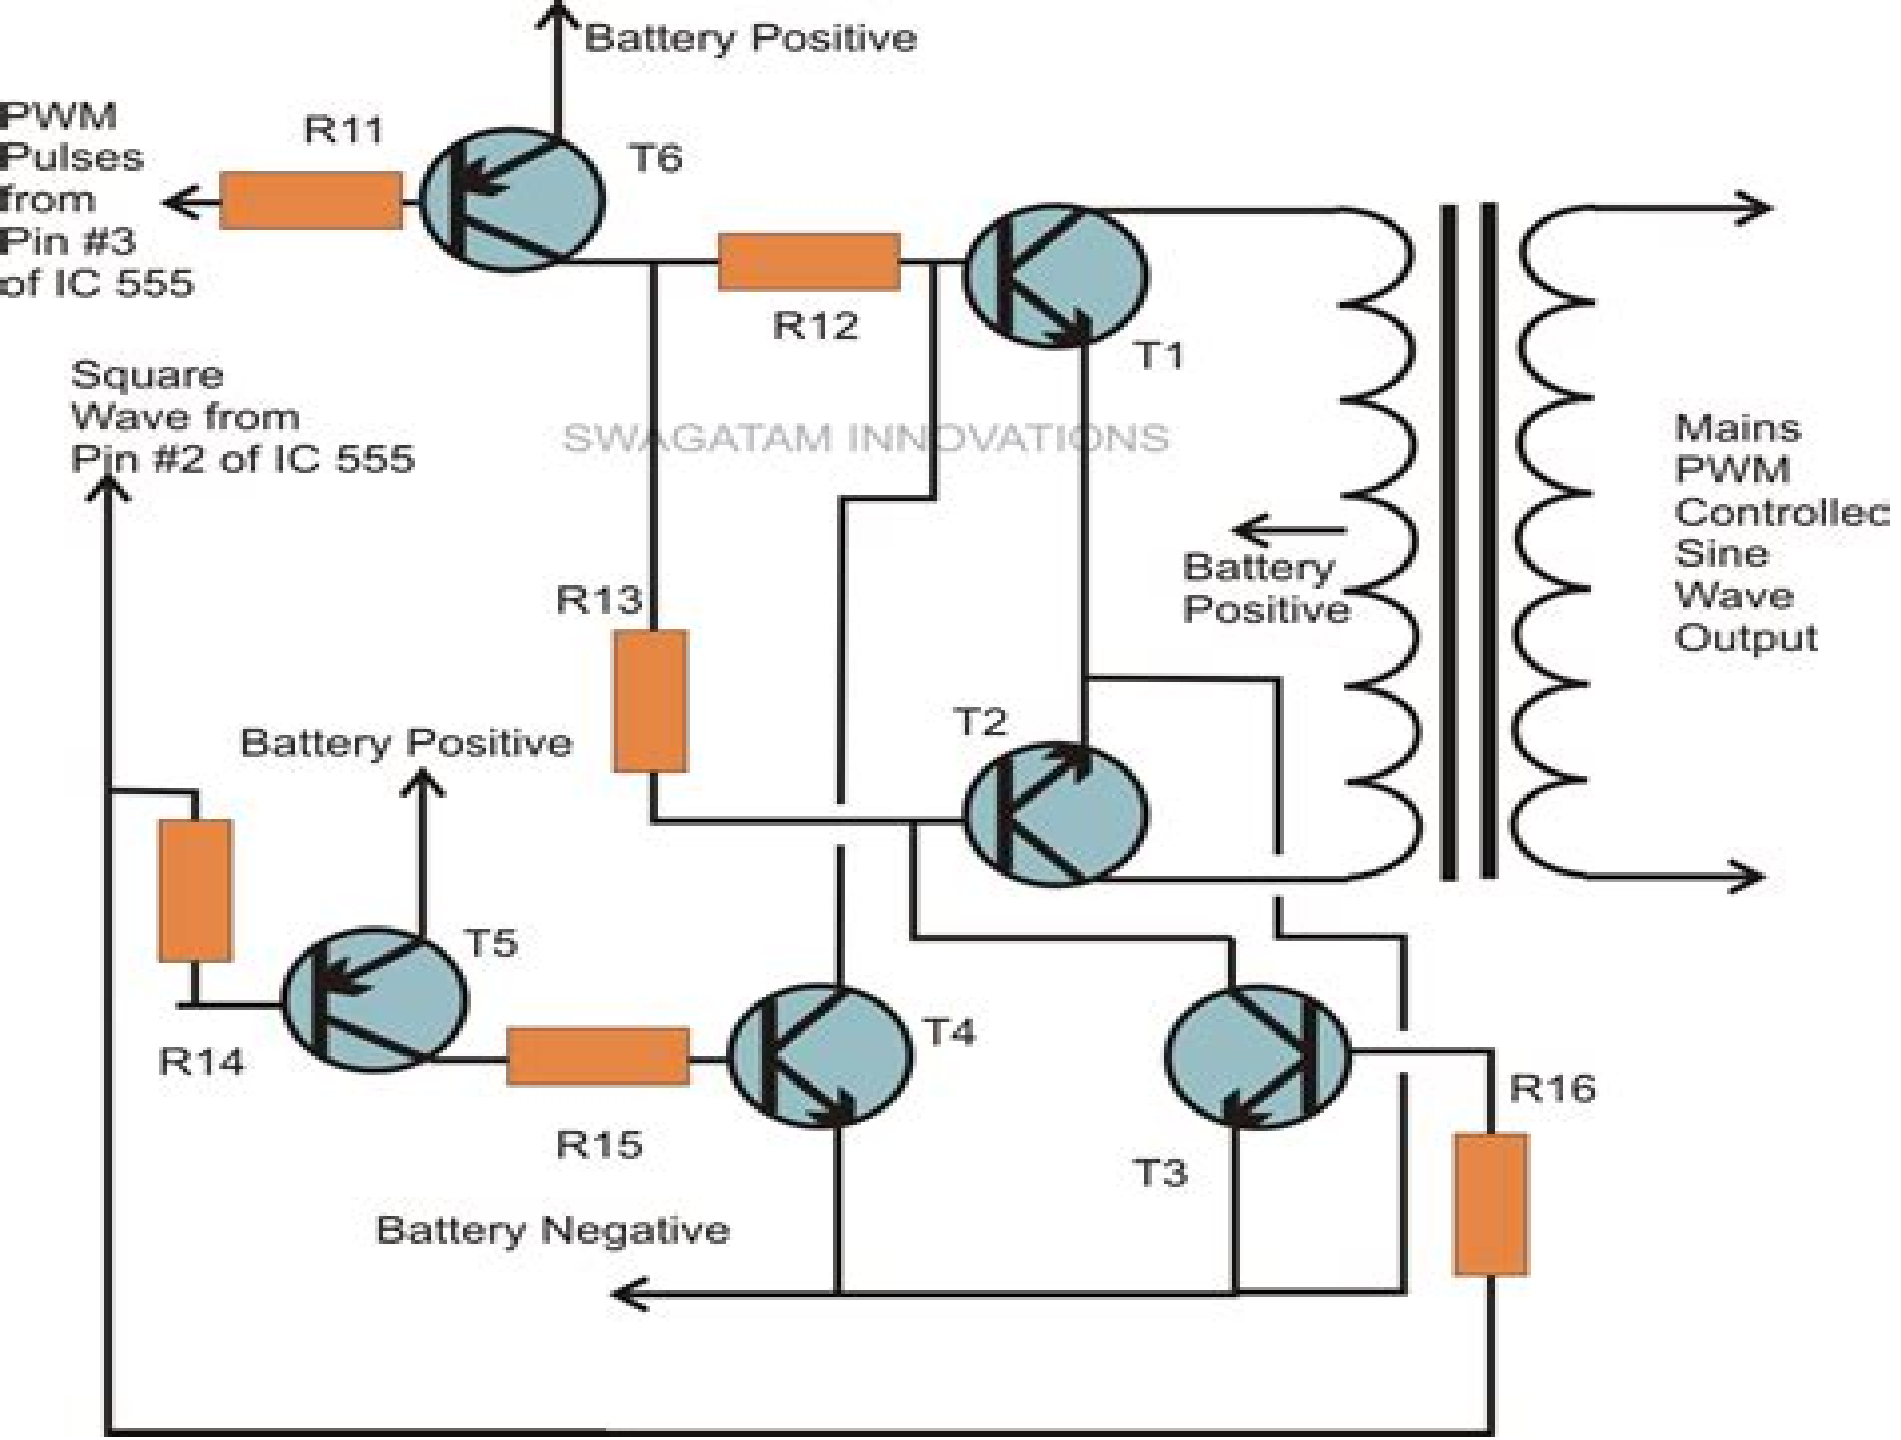 Battery Positive
PWM
Pulses
from
Pin #3
of IC 555
R11
T6
R12
T1
Square
Wave from
Pin #2 of IC 555
SWAGATAM INNOVATIONS
Mains
PWM
Controlled
Sine
Wave
Output
Battery
Positive
R13
T2
Battery Positive
T5
T4
R14
R15
R16
T3
Battery Negative